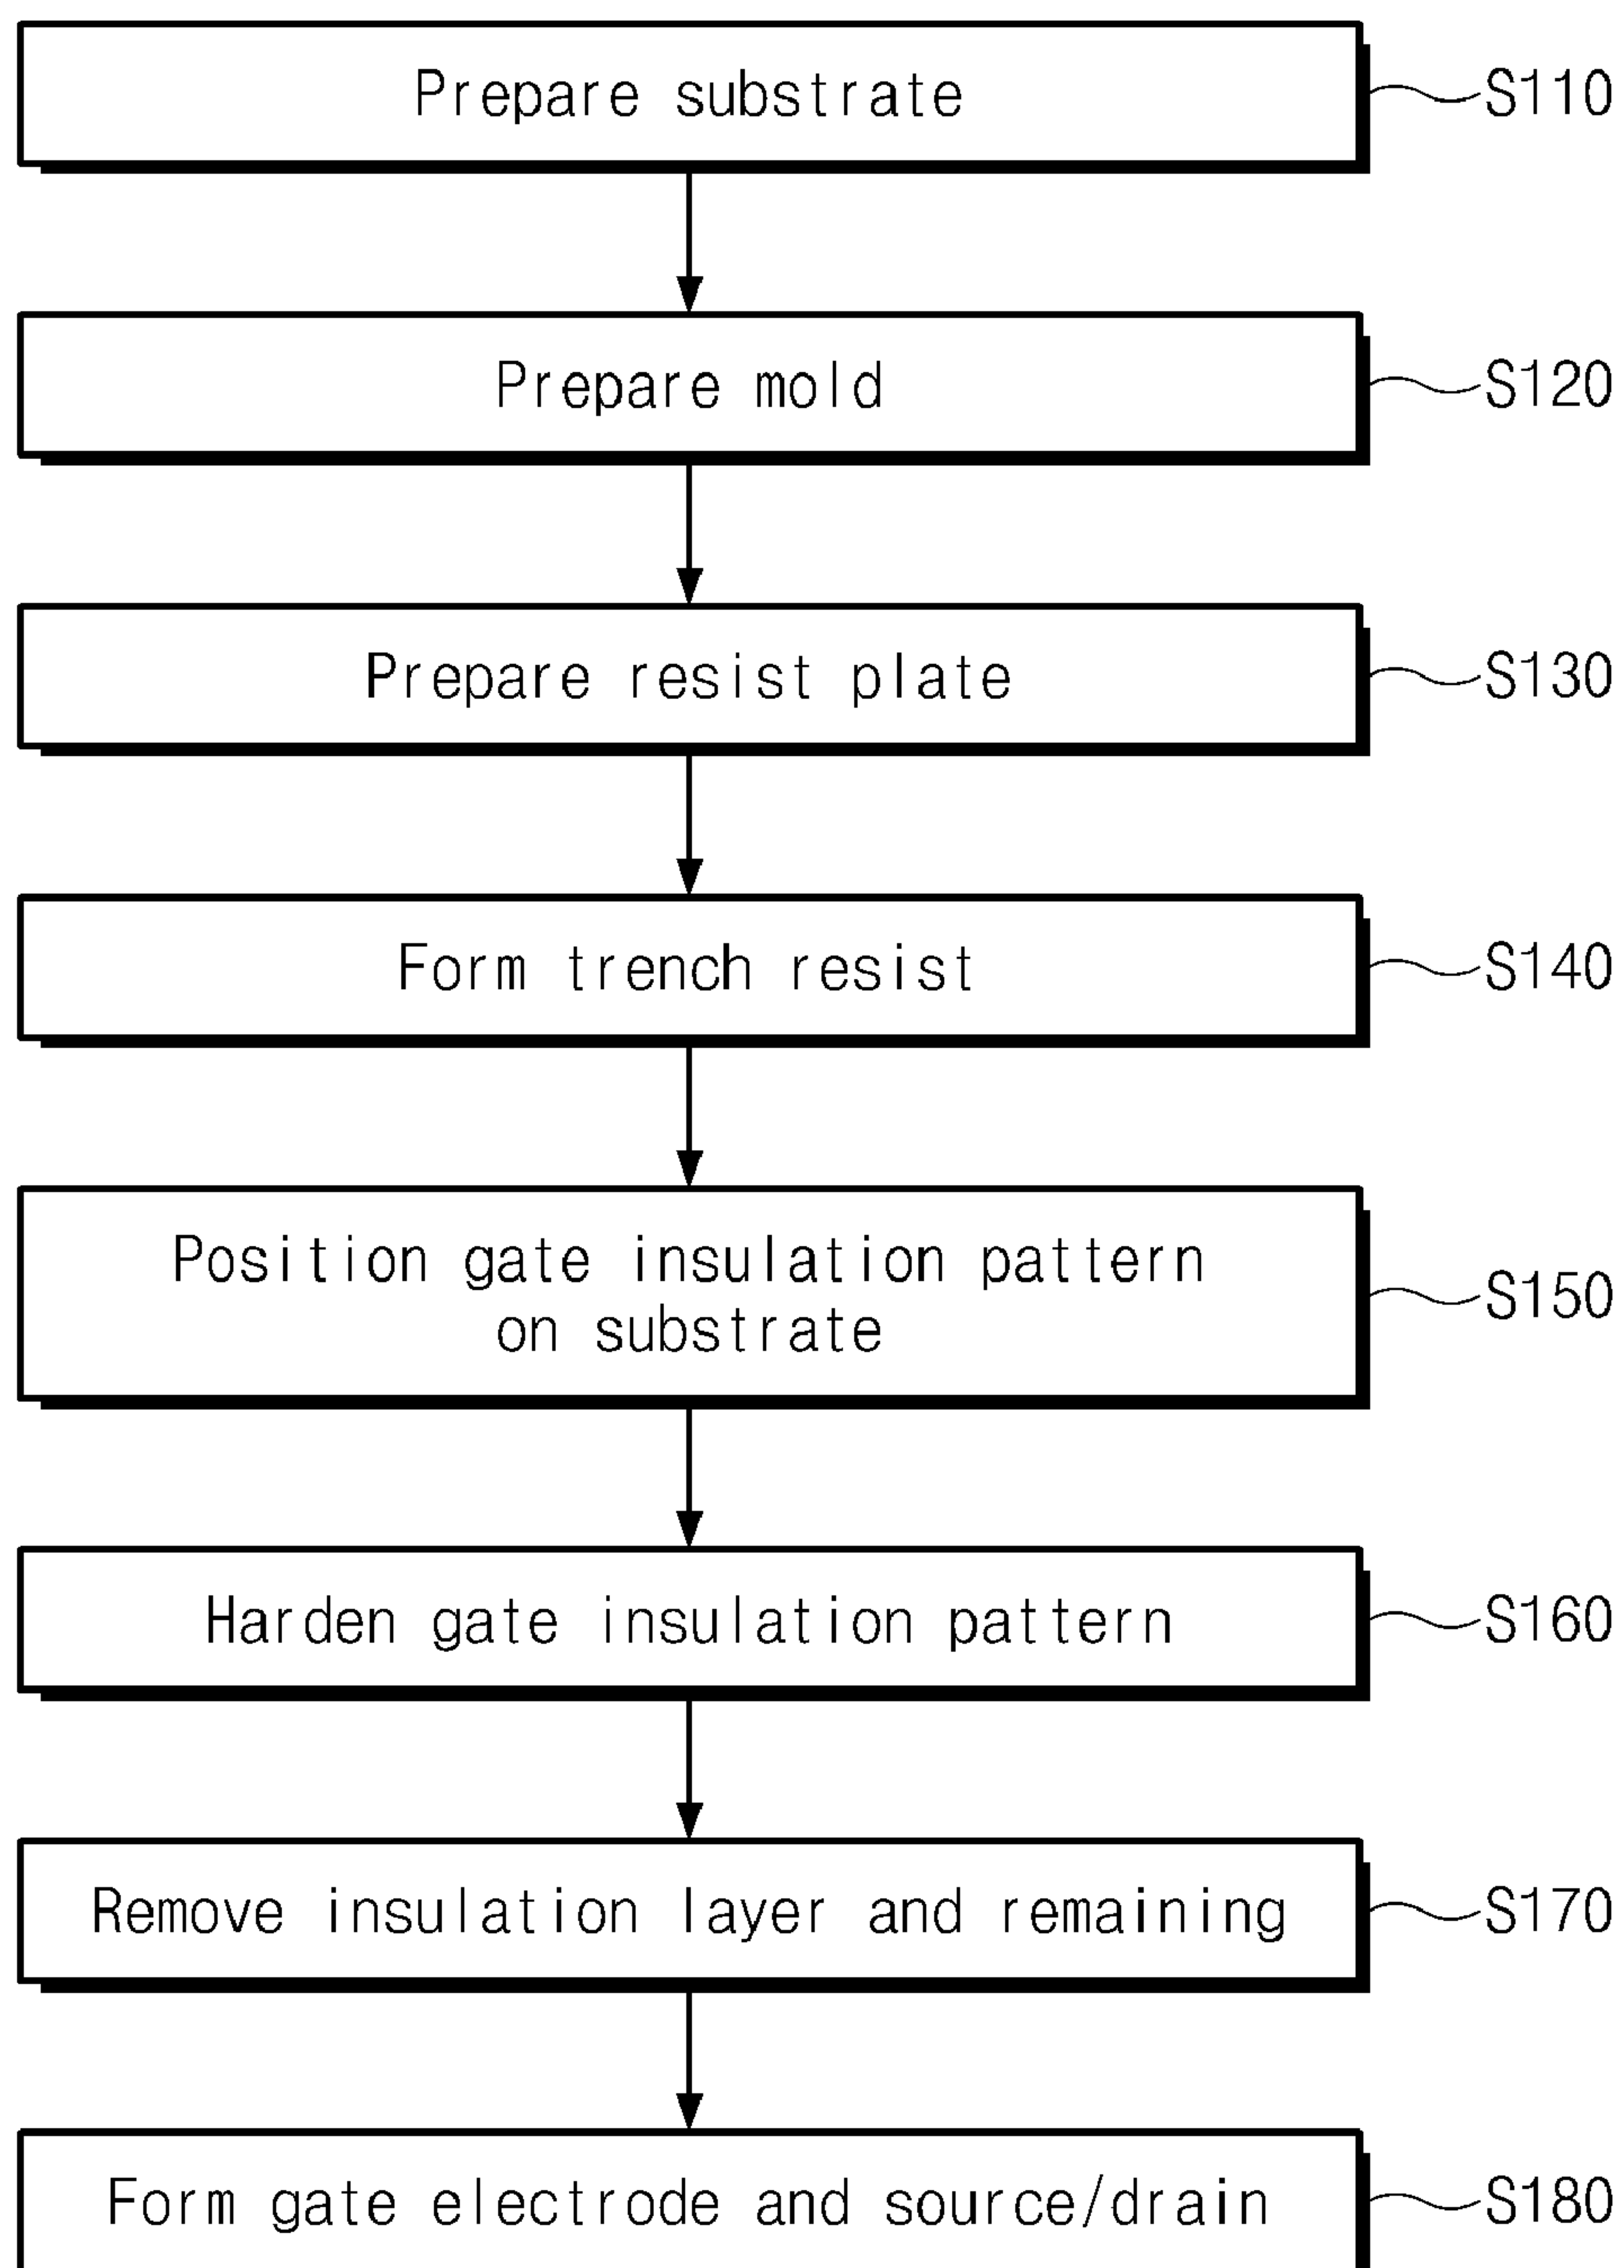 Prepare substrate
S110
Prepare mold
S120
Prepare resist plate
S130
Form trench resist
S140
Position gate insulation pattern
on substrate
S150
Harden gate insulation pattern
S160
Remove insulation layer and remaining
S170
Form gate electrode and source/drain
S180